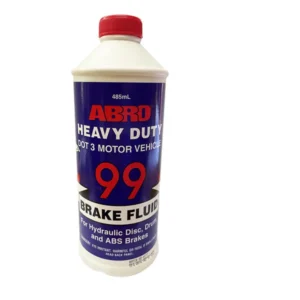 485mL
ABRO
HEAVY DUTY
DOT 3 MOTOR VEHICLE
99
BRAKE FLUID
For Hydraulic Disc, Drum
and ABS Brakes